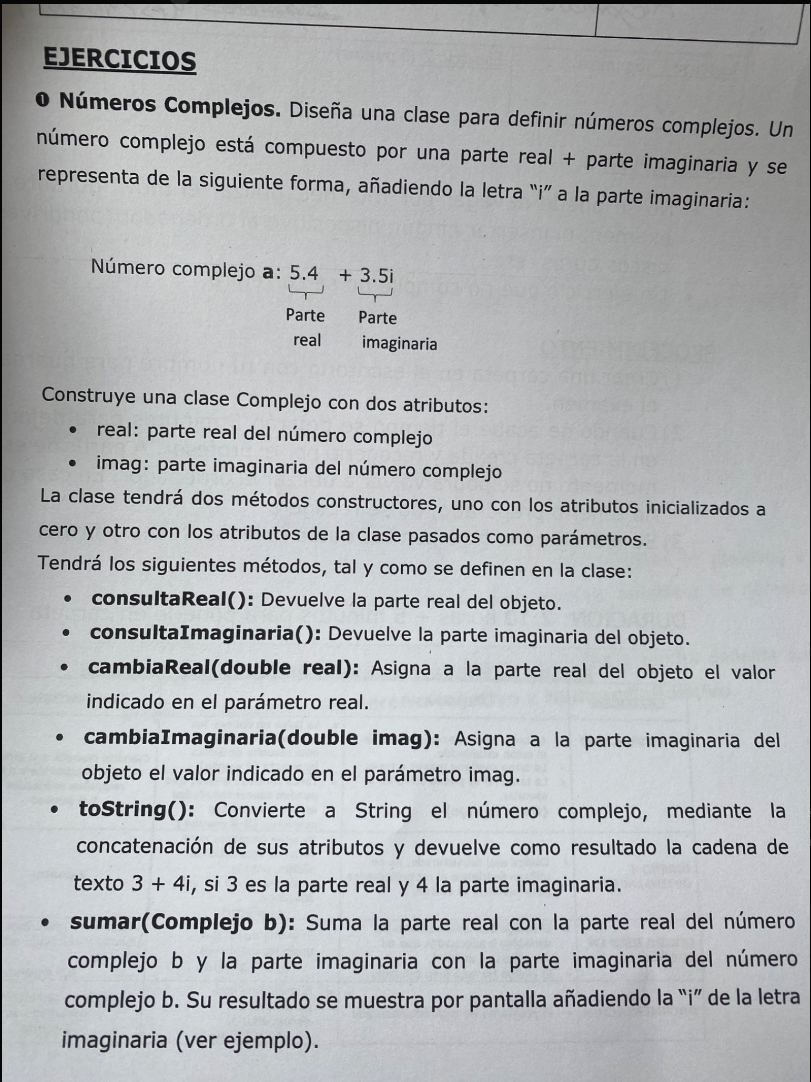 EJERCICIOS
❶ Números Complejos. Diseña una clase para definir números complejos. Un
número complejo está compuesto por una parte real + parte imaginaria y se
representa de la siguiente forma, añadiendo la letra "i" a la parte imaginaria:
Número complejo a: 5.4 + 3.5i
Parte Parte
real imaginaria
Construye una clase Complejo con dos atributos:
• real: parte real del número complejo
• imag: parte imaginaria del número complejo
La clase tendrá dos métodos constructores, uno con los atributos inicializados a
cero y otro con los atributos de la clase pasados como parámetros.
Tendrá los siguientes métodos, tal y como se definen en la clase:
• consultaReal(): Devuelve la parte real del objeto.
• consultaImaginaria(): Devuelve la parte imaginaria del objeto.
• cambiaReal(double real): Asigna a la parte real del objeto el valor
indicado en el parámetro real.
• cambiaImaginaria(double imag): Asigna a la parte imaginaria del
objeto el valor indicado en el parámetro imag.
• toString(): Convierte a String el número complejo, mediante la
concatenación de sus atributos y devuelve como resultado la cadena de
texto 3 + 4i, si 3 es la parte real y 4 la parte imaginaria.
• sumar(Complejo b): Suma la parte real con la parte real del número
complejo b y la parte imaginaria con la parte imaginaria del número
complejo b. Su resultado se muestra por pantalla añadiendo la "i" de la letra
imaginaria (ver ejemplo).